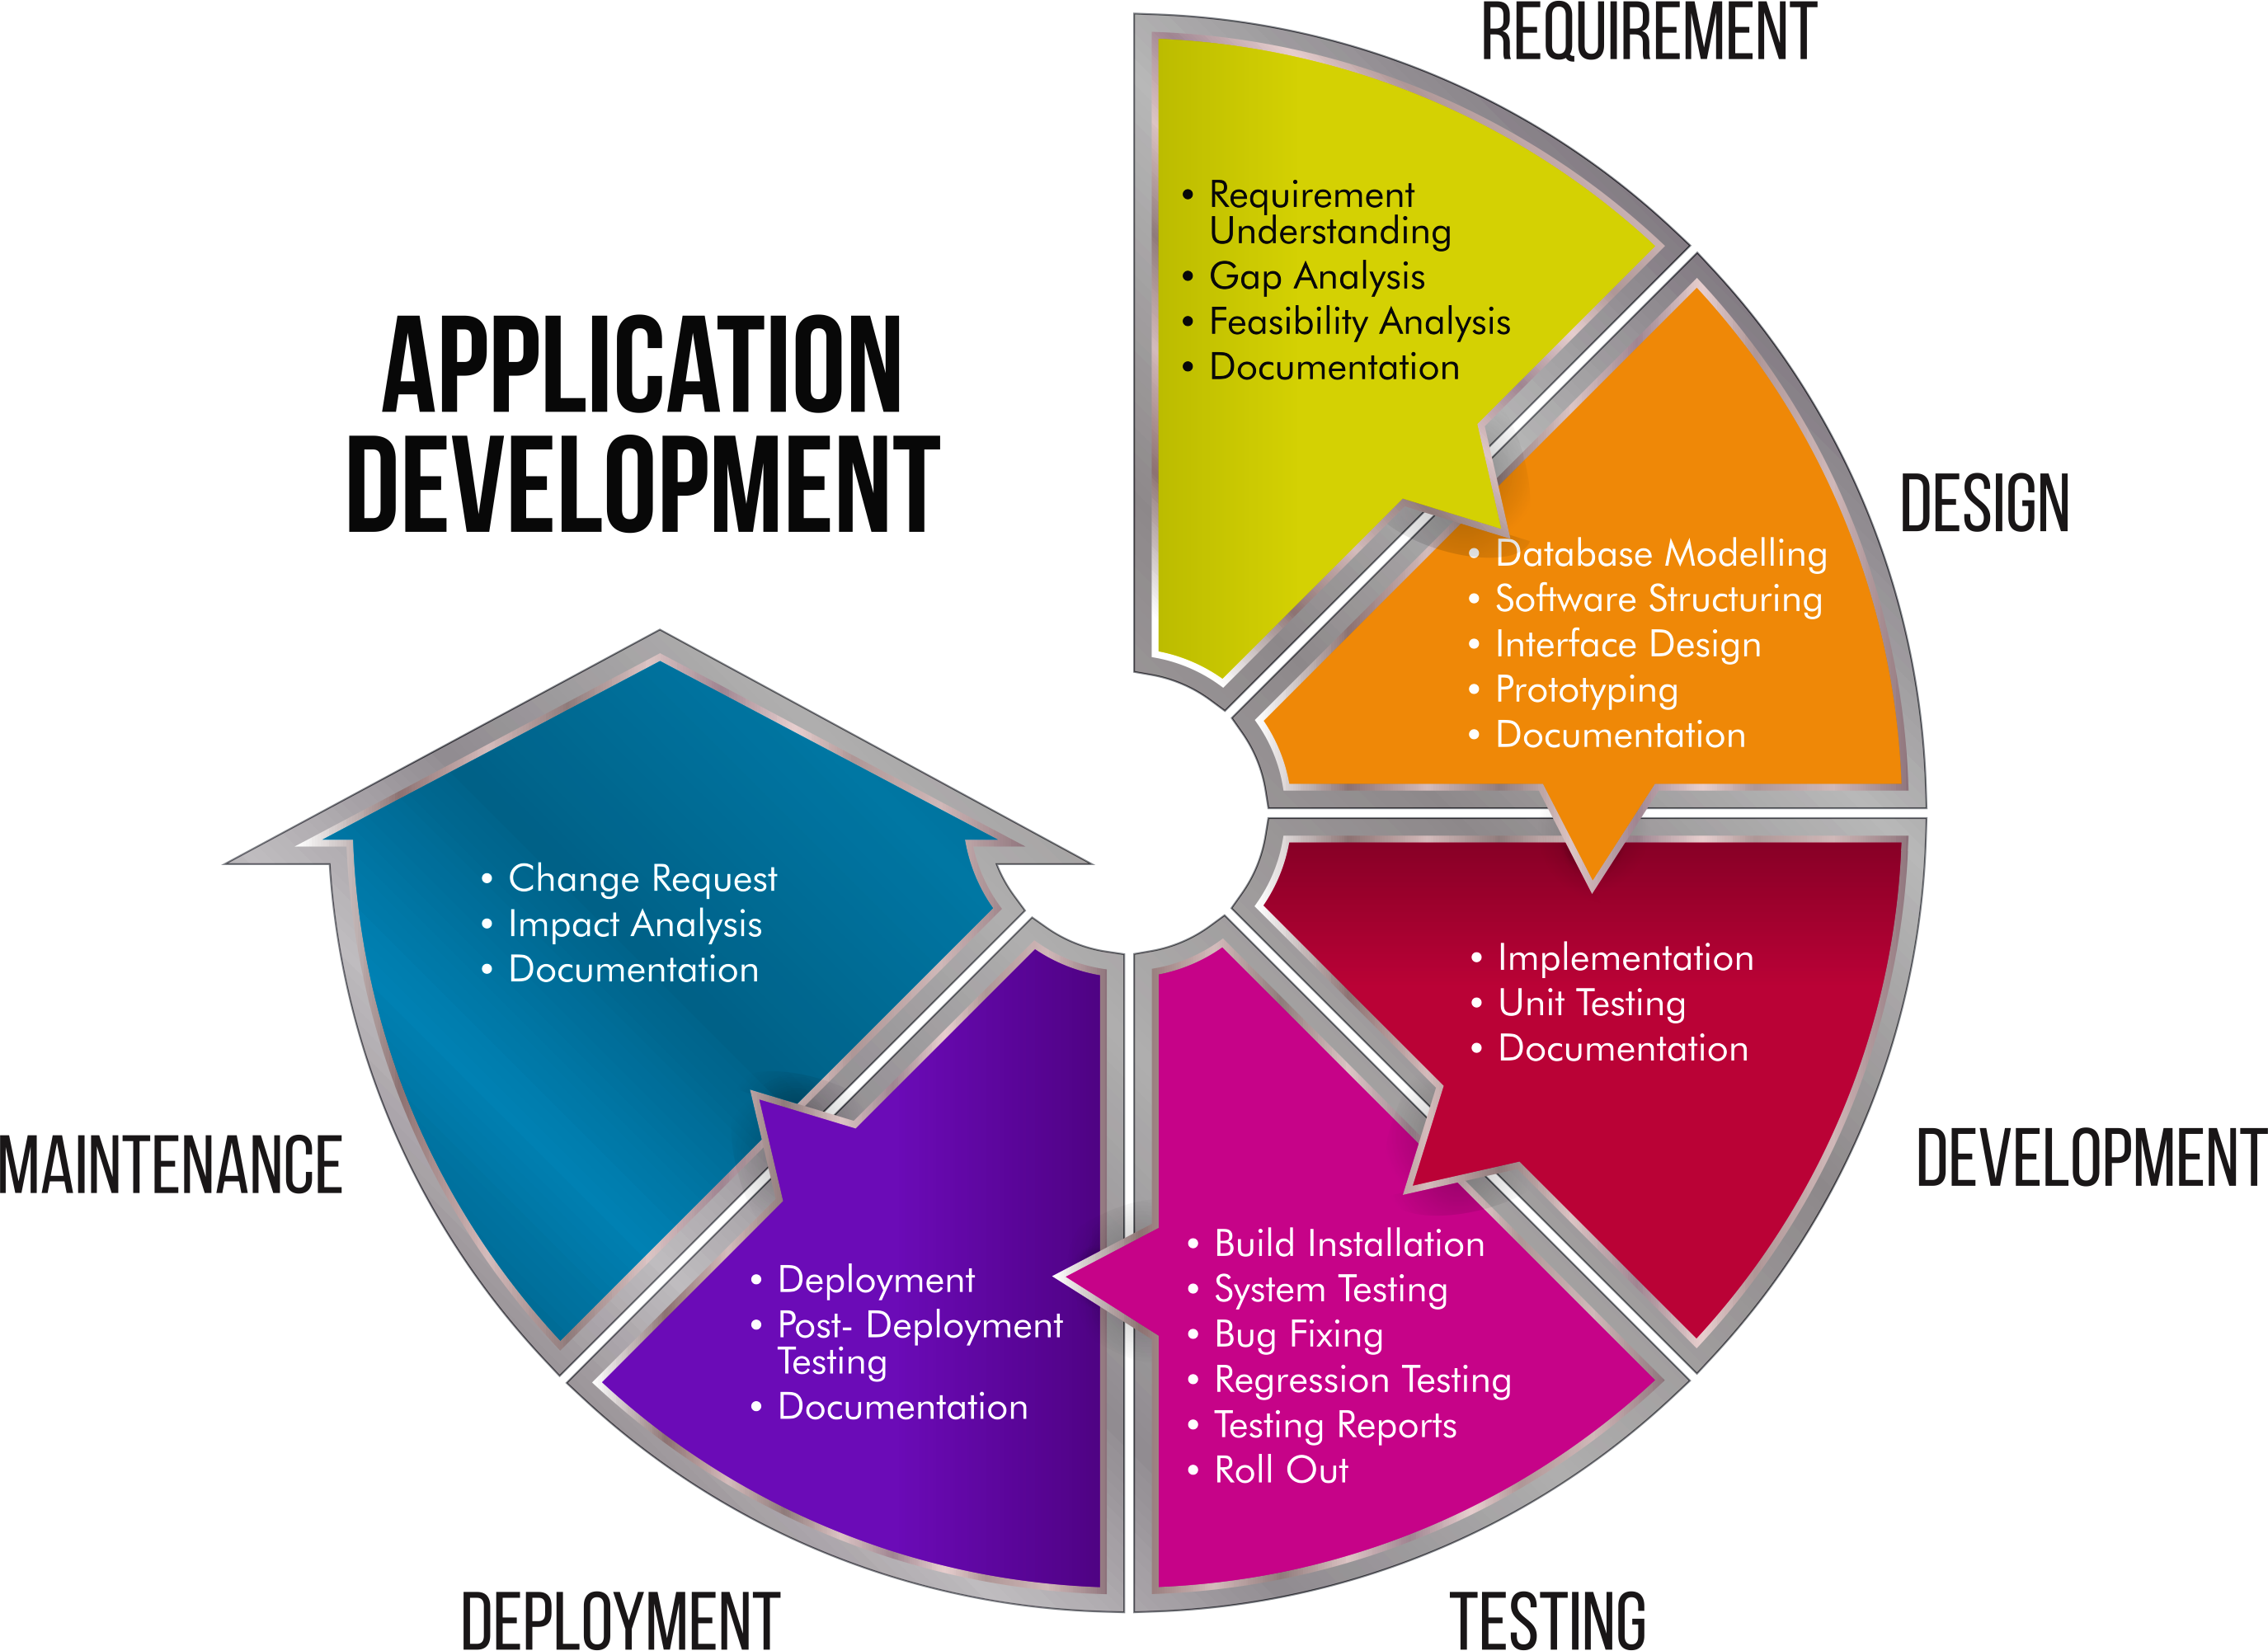 APPLICATION
DEVELOPMENT
REQUIREMENT
• Requirement
Understanding
• Gap Analysis
• Feasibility Analysis
• Documentation
DESIGN
• Database Modelling
• Software Structuring
• Interface Design
• Prototyping
• Documentation
DEVELOPMENT
• Implementation
• Unit Testing
• Documentation
TESTING
• Build Installation
• System Testing
• Bug Fixing
• Regression Testing
• Testing Reports
• Roll Out
DEPLOYMENT
• Deployment
• Post- Deployment
Testing
• Documentation
MAINTENANCE
• Change Request
• Impact Analysis
• Documentation